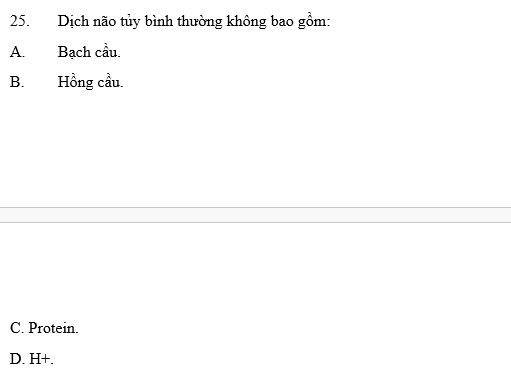 25. Dịch não tủy bình thường không bao gồm:
A. Bạch cầu.
B. Hồng cầu.
C. Protein.
D. H+.